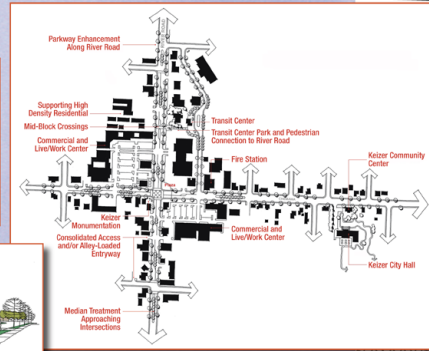 Parkway Enhancement
Along River Road
Supporting High
Density Residential
Mid-Block Crossings
Commercial and
Live/Work Center
Transit Center
Transit Center Park and Pedestrian
Connection to River Road
Fire Station
Keizer Community
Center
Plaza
Keizer
Monumentation
Consolidated Access
and/or Alley-Loaded
Entryway
Commercial and
Live/Work Center
Keizer City Hall
Median Treatment
Approaching
Intersections